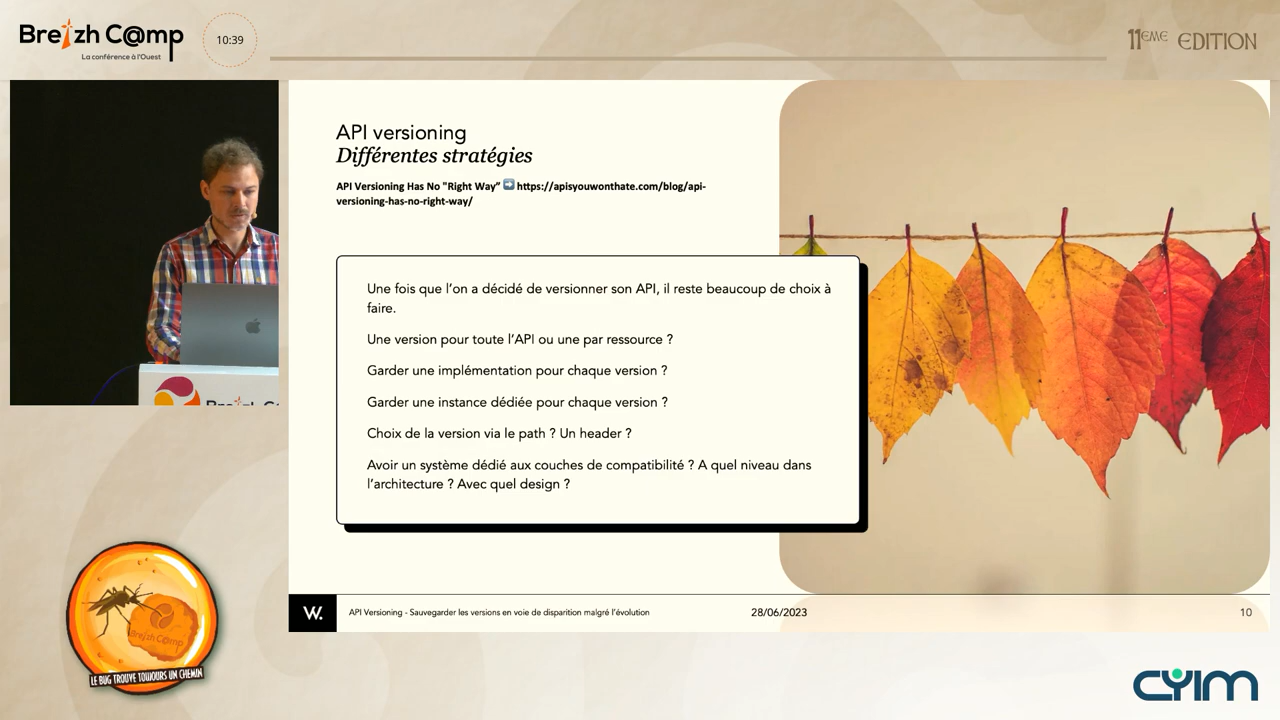 Breizh C@mp
La conférence à l'Ouest
10:39
11EME EDITION
API versioning
Différentes stratégies
API Versioning Has No "Right Way" ➡ https://apisyouwonthate.com/blog/api-
versioning-has-no-right-way/
Une fois que l'on a décidé de versionner son API, il reste beaucoup de choix à
faire.
Une version pour toute l'API ou une par ressource ?
Garder une implémentation pour chaque version ?
Garder une instance dédiée pour chaque version ?
Choix de la version via le path ? Un header ?
Avoir un système dédié aux couches de compatibilité ? A quel niveau dans
l'architecture ? Avec quel design ?
W.
API Versioning - Sauvegarder les versions en voie de disparition malgré l'évolution
28/06/2023
10
Breizh C@mp
LE BUG TROUVE TOUJOURS UN CHEMIN
CYIM